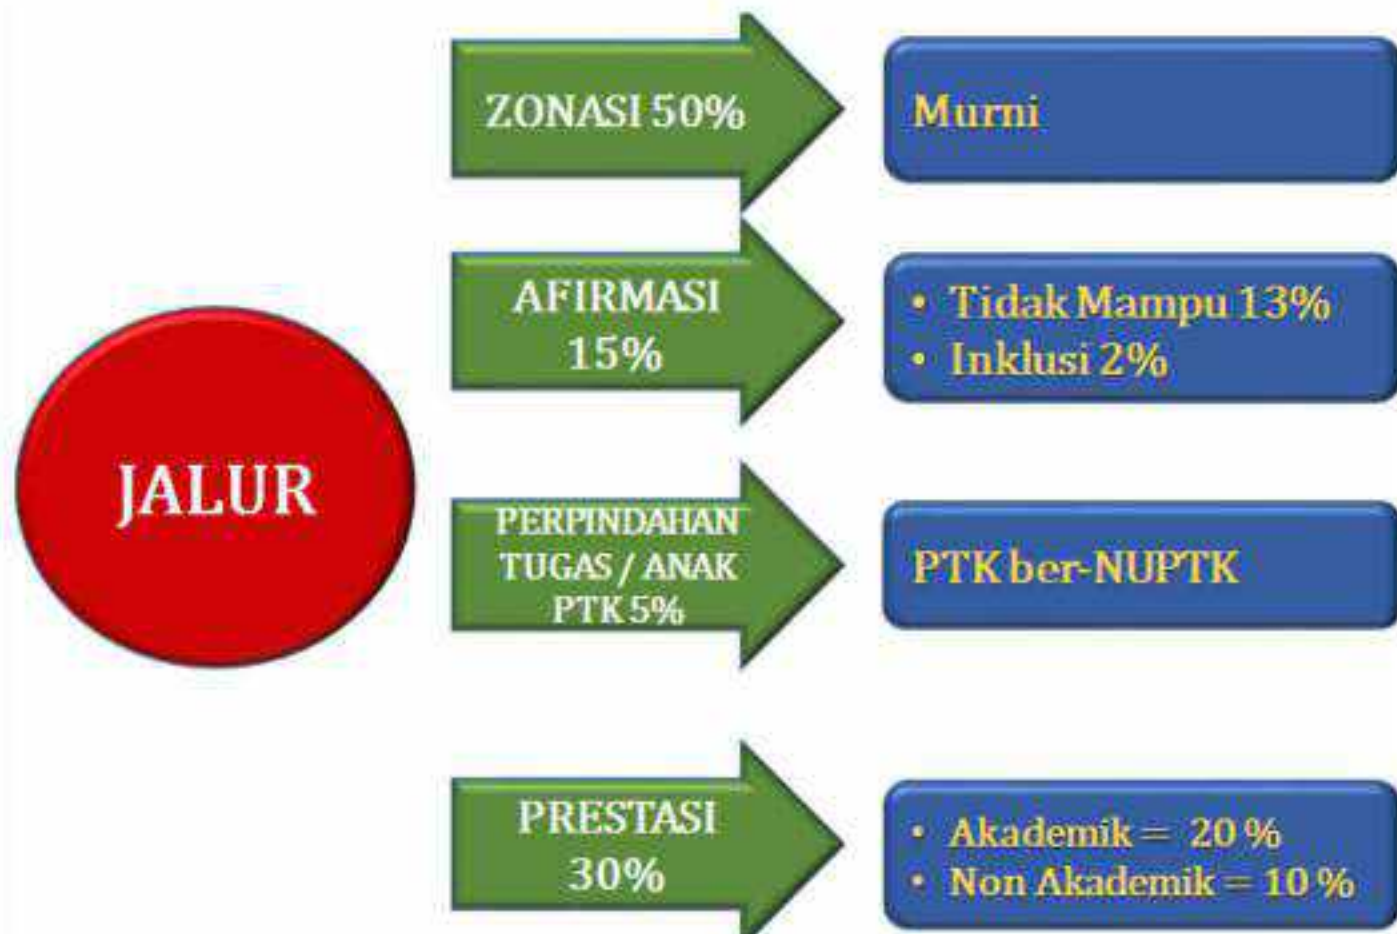 JALUR
ZONASI 50%
Murni
AFIRMASI
15%
• Tidak Mampu 13%
• Inklusi 2%
PERPINDAHAN
TUGAS / ANAK
PTK 5%
PTK ber-NUPTK
PRESTASI
30%
• Akademik = 20 %
• Non Akademik = 10 %